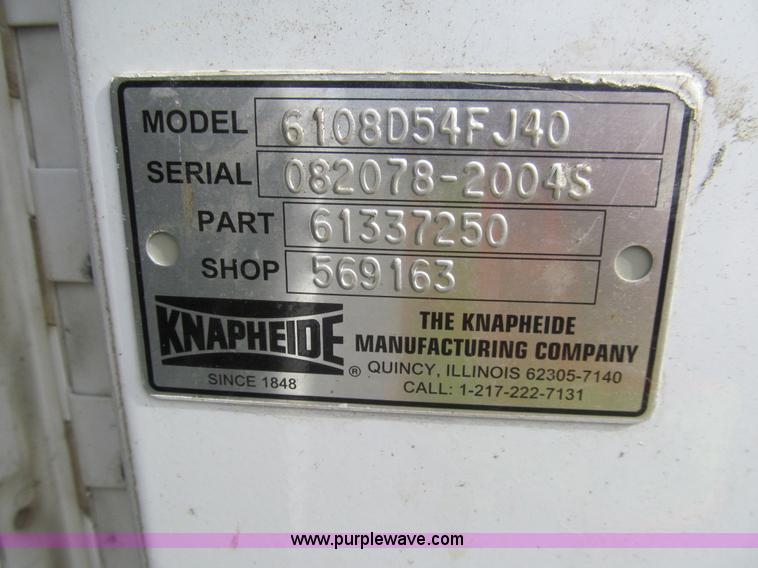 MODEL 6108D54FJ40
SERIAL 082078-2004S
PART 61337250
SHOP 569163
KNAPHEIDE ®
SINCE 1848
THE KNAPHEIDE
MANUFACTURING COMPANY
QUINCY, ILLINOIS 62305-7140
CALL: 1-217-222-7131
www.purplewave.com